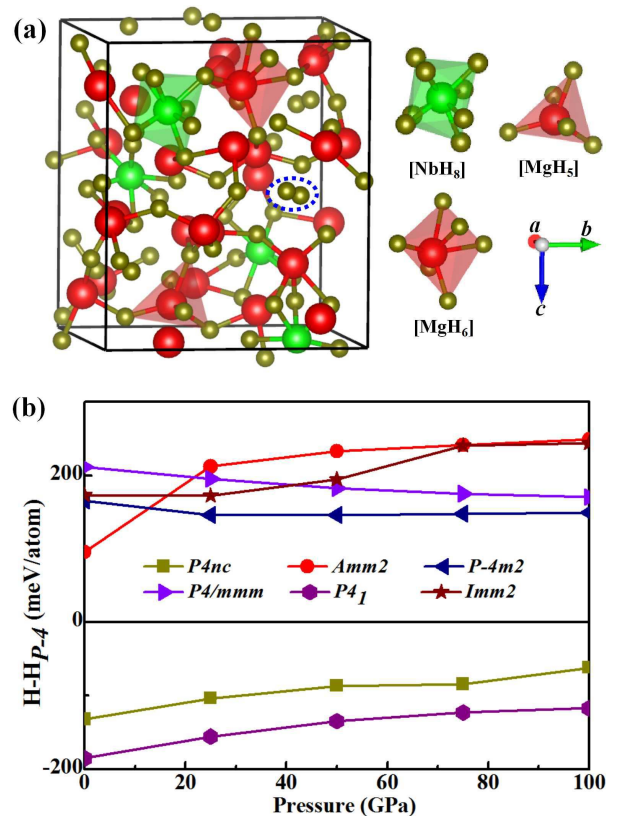 (a)
[NbH8]
[MgH5]
[MgH6]
a
b
c
(b)
H-HP-4 (meV/atom)
200
0
-200
P4nc
Amm2
P-4m2
P4/mmm
P41
Imm2
0
20
40
60
80
100
Pressure (GPa)